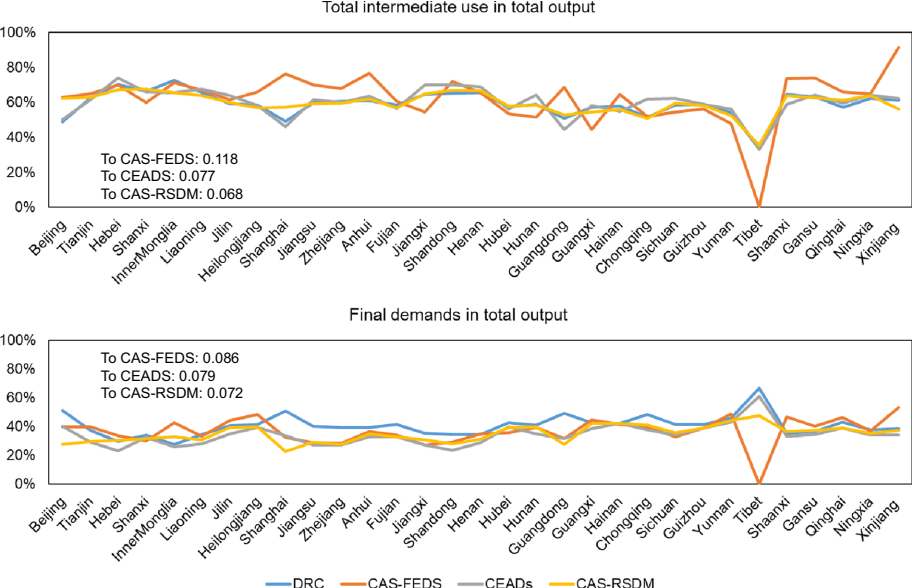 Total intermediate use in total output
100%
80%
60%
40%
20%
0%
To CAS-FEDS: 0.118
To CEADS: 0.077
To CAS-RSDM: 0.068
Beijing
Tianjin
Hebei
Shanxi
InnerMonglia
Liaoning
Jilin
Heilongjiang
Shanghai
Jiangsu
Zhejiang
Anhui
Fujian
Jiangxi
Shandong
Henan
Hubei
Hunan
Guangdong
Guangxi
Hainan
Chongqing
Sichuan
Guizhou
Yunnan
Tibet
Shaanxi
Gansu
Qinghai
Ningxia
Xinjiang
Final demands in total output
100%
80%
60%
40%
20%
0%
To CAS-FEDS: 0.086
To CEADS: 0.079
To CAS-RSDM: 0.072
Beijing
Tianjin
Hebei
Shanxi
InnerMonglia
Liaoning
Jilin
Heilongjiang
Shanghai
Jiangsu
Zhejiang
Anhui
Fujian
Jiangxi
Shandong
Henan
Hubei
Hunan
Guangdong
Guangxi
Hainan
Chongqing
Sichuan
Guizhou
Yunnan
Tibet
Shaanxi
Gansu
Qinghai
Ningxia
Xinjiang
DRC CAS-FEDS CEADs CAS-RSDM